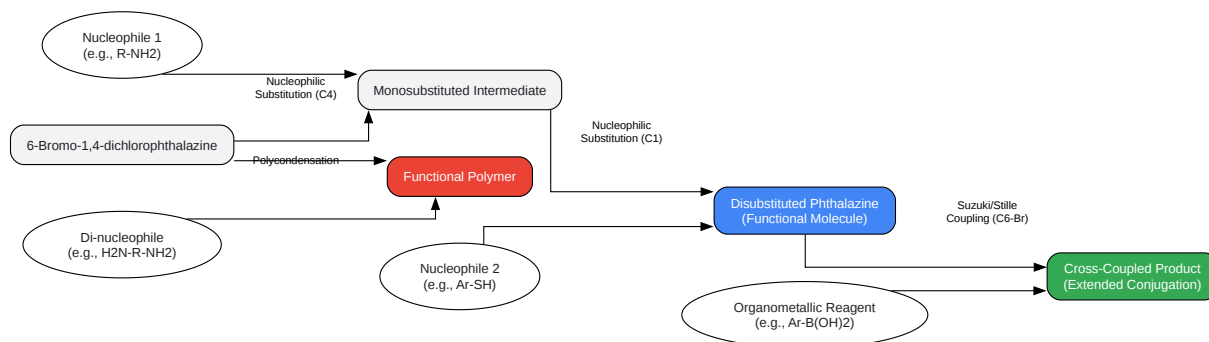 Nucleophile 1
(e.g., R-NH2)
Nucleophilic
Substitution (C4)
Monosubstituted Intermediate
6-Bromo-1,4-dichlorophthalazine
Polycondensation
Functional Polymer
Nucleophilic
Substitution (C1)
Di-nucleophile
(e.g., H2N-R-NH2)
Nucleophile 2
(e.g., Ar-SH)
Disubstituted Phthalazine
(Functional Molecule)
Suzuki/Stille
Coupling (C6-Br)
Organometallic Reagent
(e.g., Ar-B(OH)2)
Cross-Coupled Product
(Extended Conjugation)